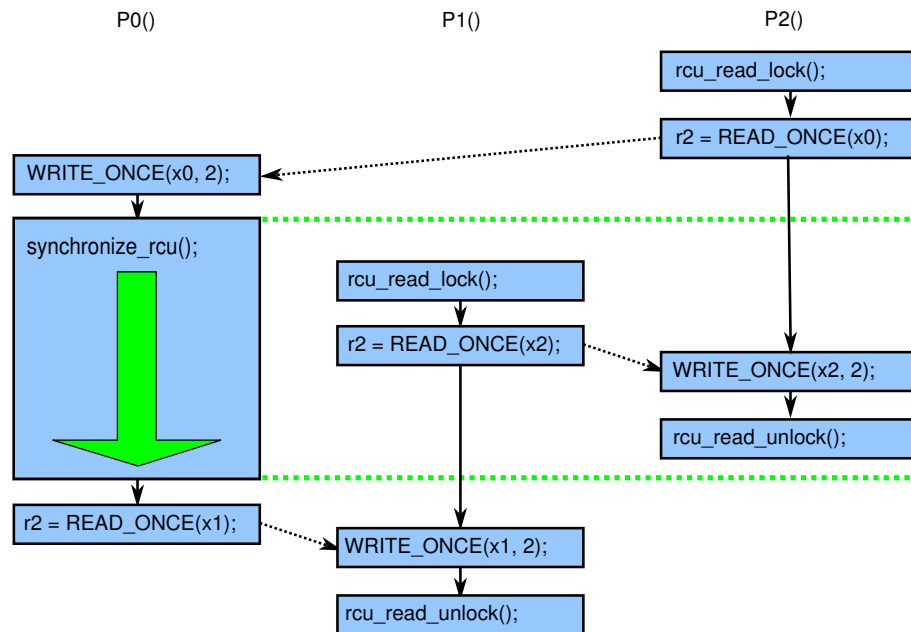 P0()
P1()
P2()
rcu_read_lock();
r2 = READ_ONCE(x0);
WRITE_ONCE(x0, 2);
synchronize_rcu();
rcu_read_lock();
r2 = READ_ONCE(x2);
WRITE_ONCE(x2, 2);
rcu_read_unlock();
r2 = READ_ONCE(x1);
WRITE_ONCE(x1, 2);
rcu_read_unlock();